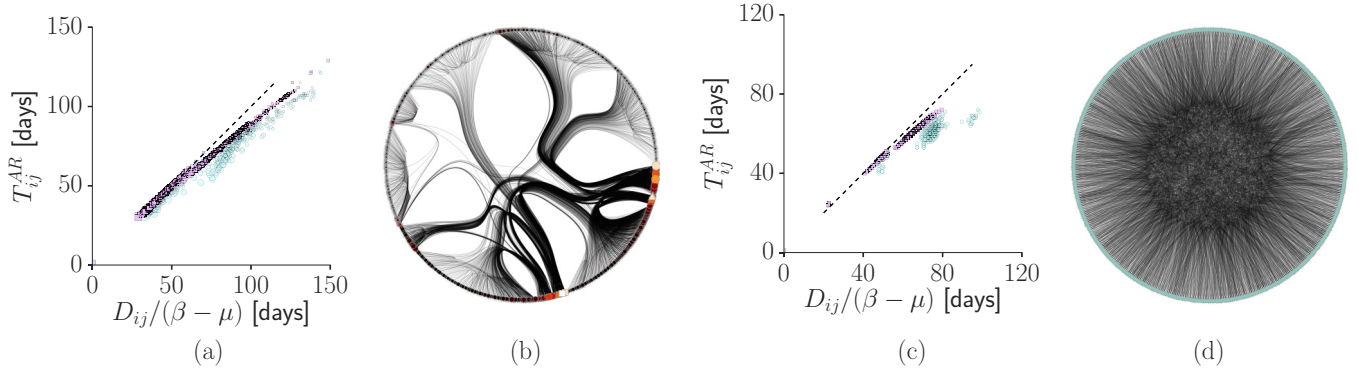 150
100
50
0
0 50 100 150
T_{ij}^{AR} [days]
D_{ij}/(β − μ) [days]
(a)
(b)
120
80
40
0
0 40 80 120
T_{ij}^{AR} [days]
D_{ij}/(β − μ) [days]
(c)
(d)